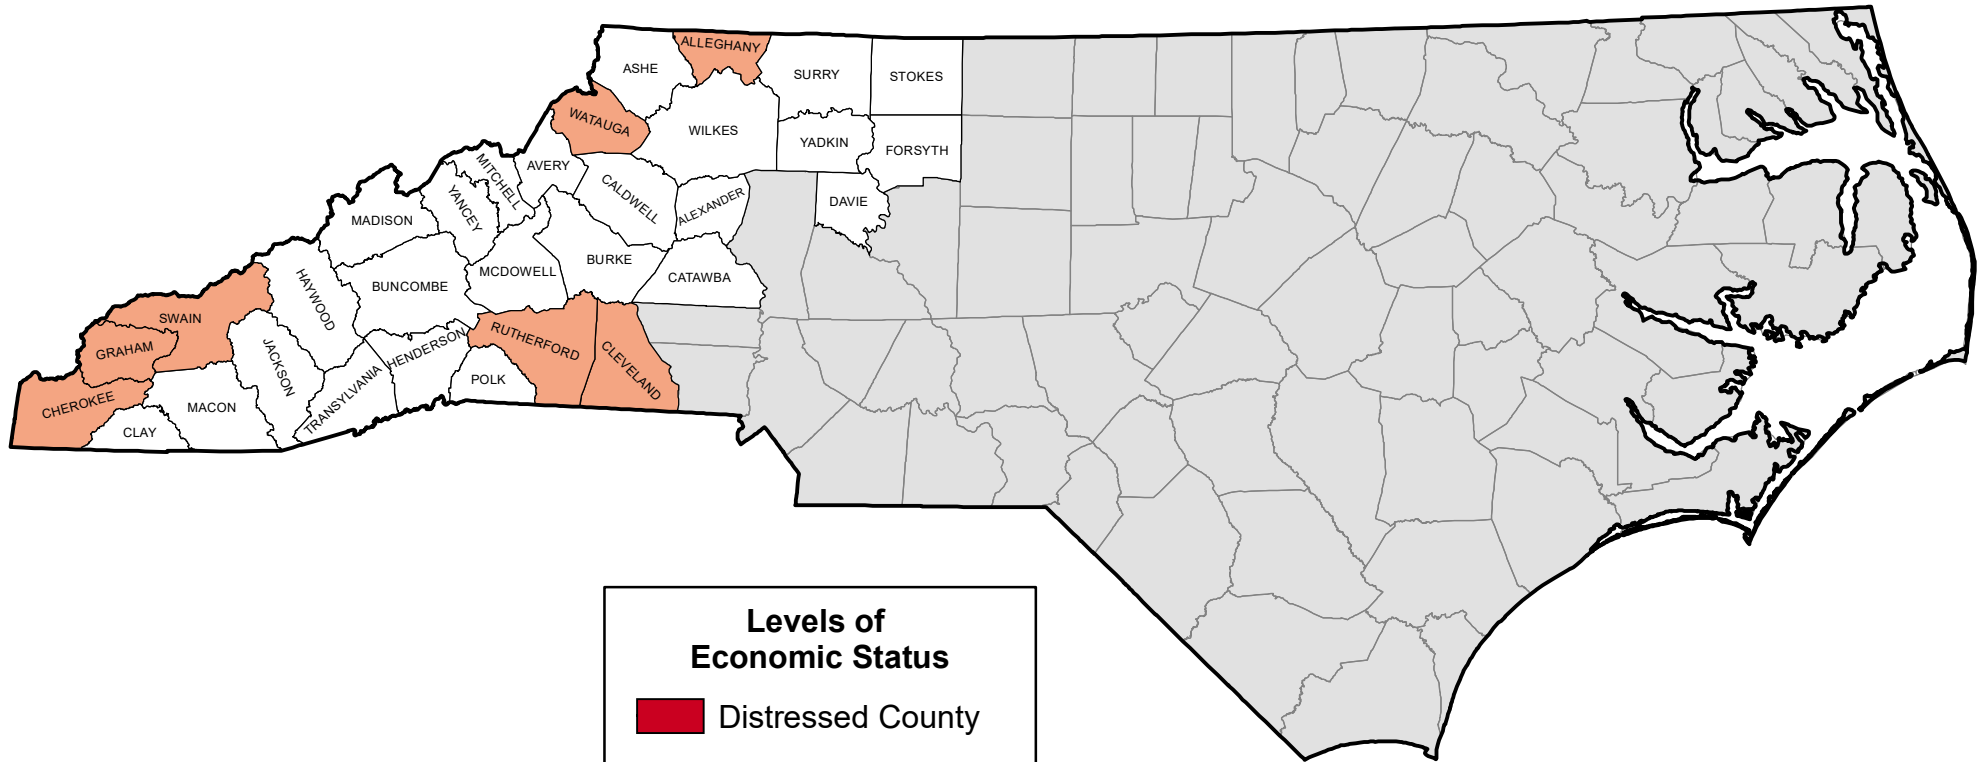 ALLEGHANY
ASHE
SURRY
STOKES
WATAUGA
WILKES
YADKIN
FORSYTH
MITCHELL
AVERY
YANCEY
CALDWELL
ALEXANDER
DAVIE
MADISON
BURKE
MCDOWELL
CATAWBA
BUNCOMBE
HAYWOOD
SWAIN
GRAHAM
JACKSON
HENDERSON
RUTHERFORD
CLEVELAND
TRANSYLVANIA
POLK
CHEROKEE
MACON
CLAY
Levels of
Economic Status
Distressed County